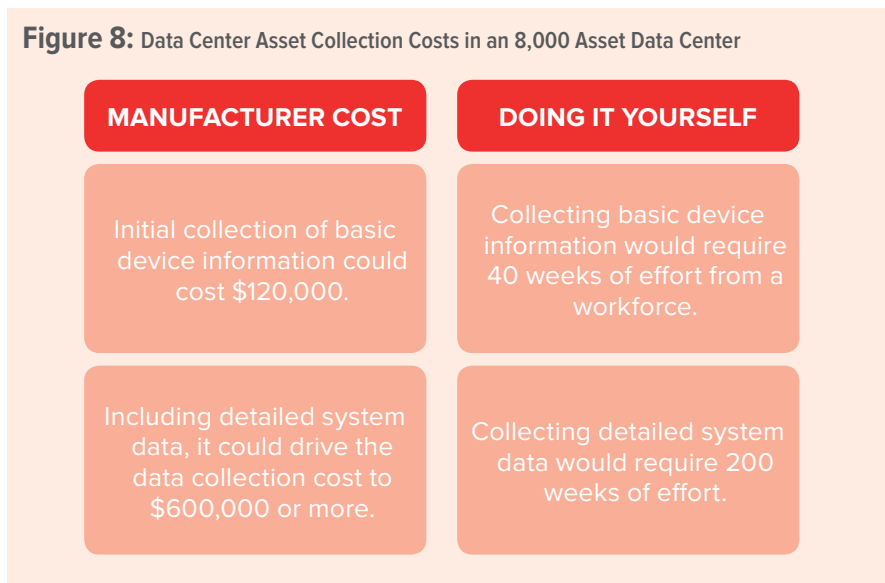 Figure 8: Data Center Asset Collection Costs in an 8,000 Asset Data Center
MANUFACTURER COST
DOING IT YOURSELF
Initial collection of basic
device information could
cost $120,000.
Collecting basic device
information would require
40 weeks of effort from a
workforce.
Including detailed system
data, it could drive the
data collection cost to
$600,000 or more.
Collecting detailed system
data would require 200
weeks of effort.